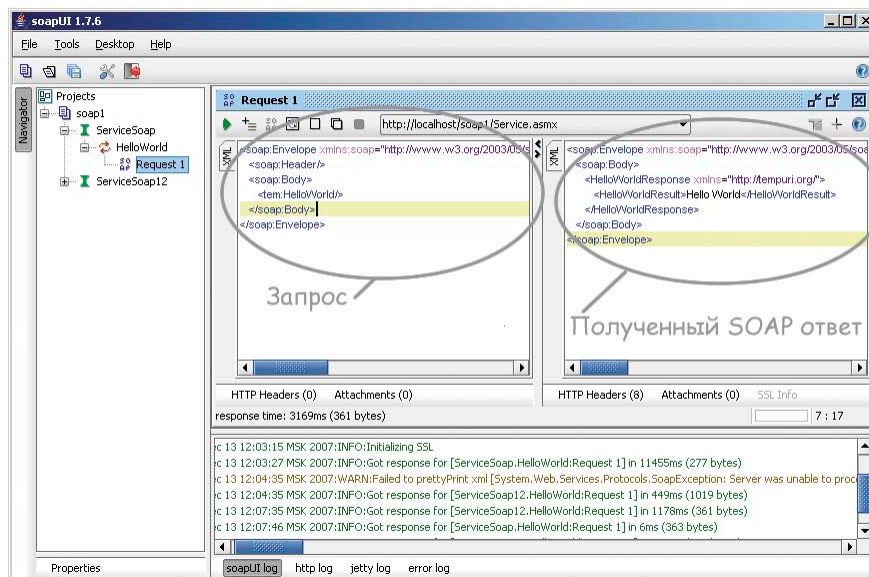 soapUI 1.7.6
File Tools Desktop Help
Navigator
Projects
soap1
ServiceSoap
HelloWorld
Request 1
ServiceSoap12
Properties
Request 1
http://localhost/soap1/Service.asmx
XML
<soap:Envelope xmlns:soap="http://www.w3.org/2003/05/so
<soap:Header/>
<soap:Body>
<tem:HelloWorld/>
</soap:Body>
</soap:Envelope>
Запрос
XML
<soap:Envelope xmlns:soap="http://www.w3.org/2003/05/soa
<soap:Body>
<HelloWorldResponse xmlns="http://tempuri.org/">
<HelloWorldResult>Hello World</HelloWorldResult>
</HelloWorldResponse>
</soap:Body>
</soap:Envelope>
Полученный SOAP ответ
HTTP Headers (0) Attachments (0)
HTTP Headers (8) Attachments (0) SSL Info
response time: 3169ms (361 bytes)
7 : 17
ec 13 12:03:15 MSK 2007:INFO:Initializing SSL
ec 13 12:03:27 MSK 2007:INFO:Got response for [ServiceSoap.HelloWorld:Request 1] in 11455ms (277 bytes)
ec 13 12:04:35 MSK 2007:WARN:Failed to prettyPrint xml [System.Web.Services.Protocols.SoapException: Server was unable to proc
ec 13 12:04:35 MSK 2007:INFO:Got response for [ServiceSoap12.HelloWorld:Request 1] in 449ms (1019 bytes)
ec 13 12:07:35 MSK 2007:INFO:Got response for [ServiceSoap12.HelloWorld:Request 1] in 1178ms (361 bytes)
ec 13 12:07:46 MSK 2007:INFO:Got response for [ServiceSoap.HelloWorld:Request 1] in 6ms (363 bytes)
soapUI log http log jetty log error log